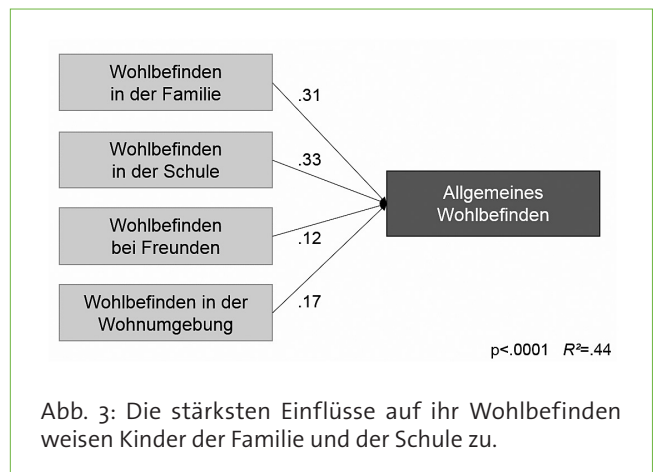 Wohlbefinden
in der Familie
.31
Wohlbefinden
in der Schule
.33
Allgemeines
Wohlbefinden
Wohlbefinden
bei Freunden
.12
Wohlbefinden in der
Wohnumgebung
.17
p<.0001 R²=.44
Abb. 3: Die stärksten Einflüsse auf ihr Wohlbefinden
weisen Kinder der Familie und der Schule zu.